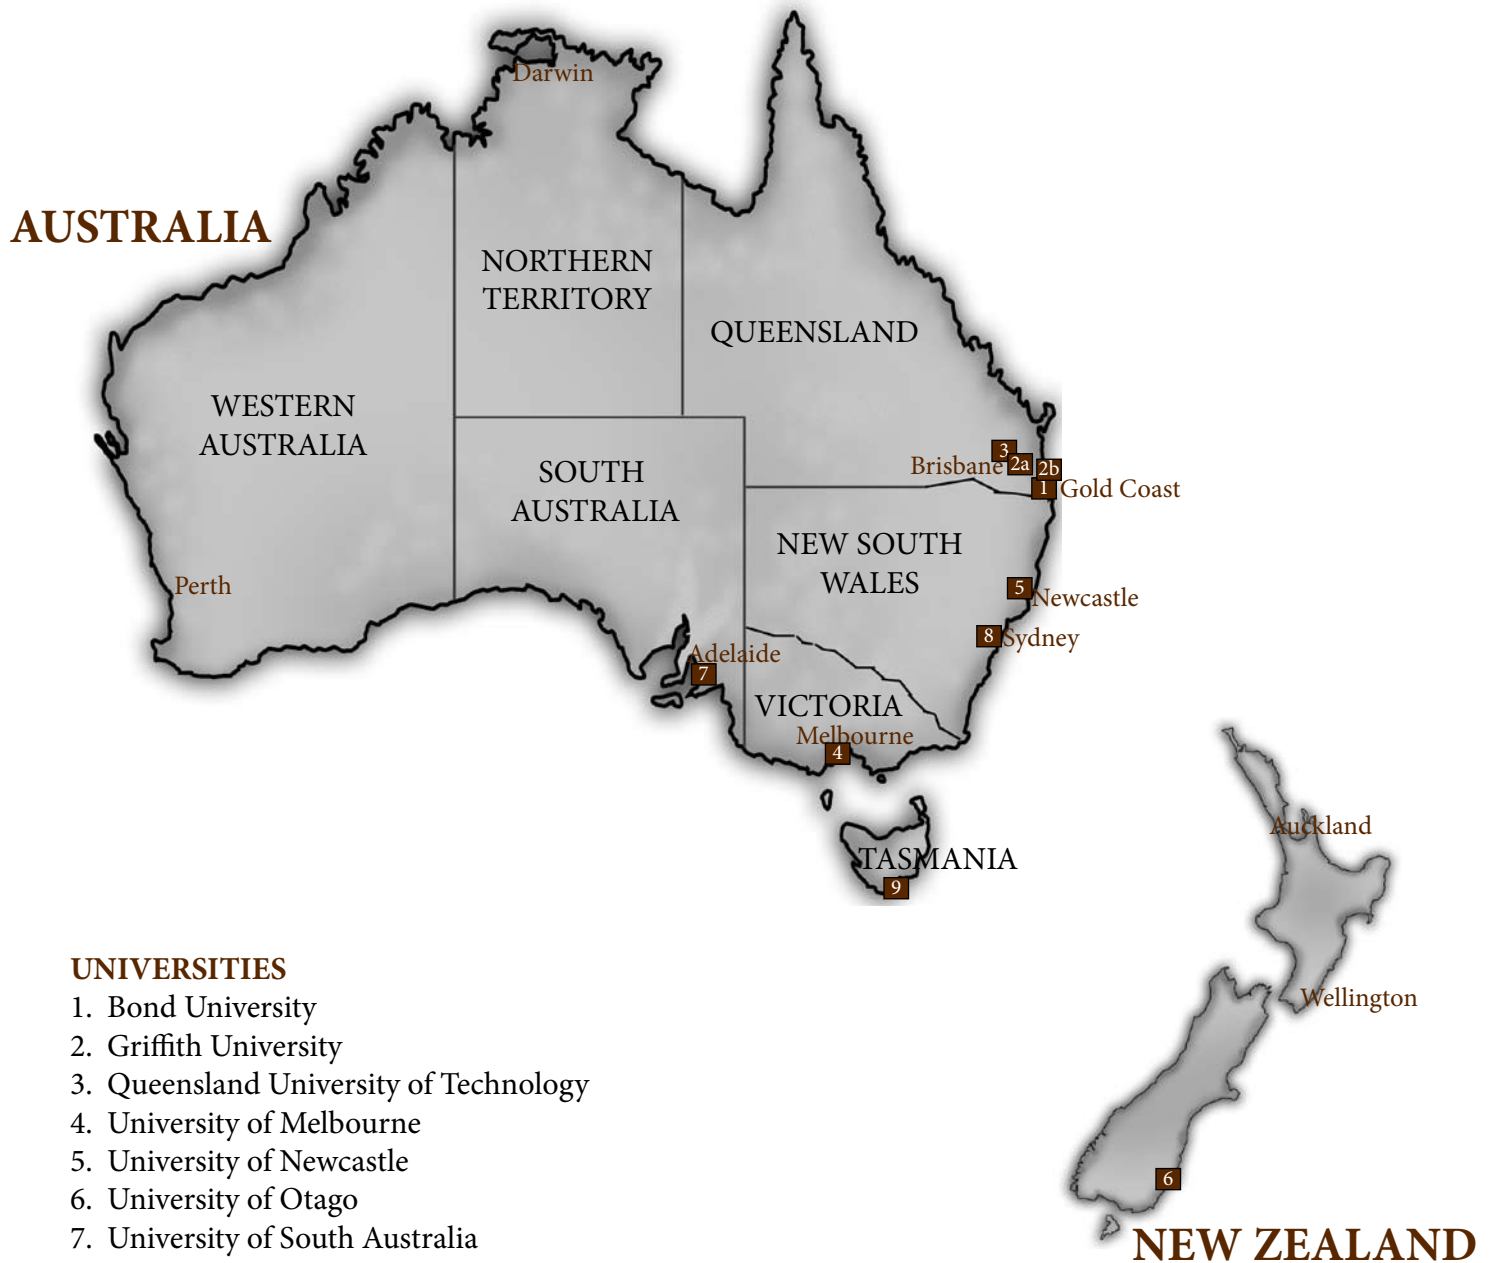 Darwin
AUSTRALIA
NORTHERN
TERRITORY
QUEENSLAND
WESTERN
AUSTRALIA
SOUTH
AUSTRALIA
3
Brisbane
2a
2b
1
Gold Coast
NEW SOUTH
WALES
Perth
5
Newcastle
8
Sydney
Adelaide
7
VICTORIA
Melbourne
4
Auckland
TASMANIA
9
Wellington
UNIVERSITIES
1. Bond University
2. Griffith University
3. Queensland University of Technology
4. University of Melbourne
5. University of Newcastle
6. University of Otago
7. University of South Australia
6
NEW ZEALAND